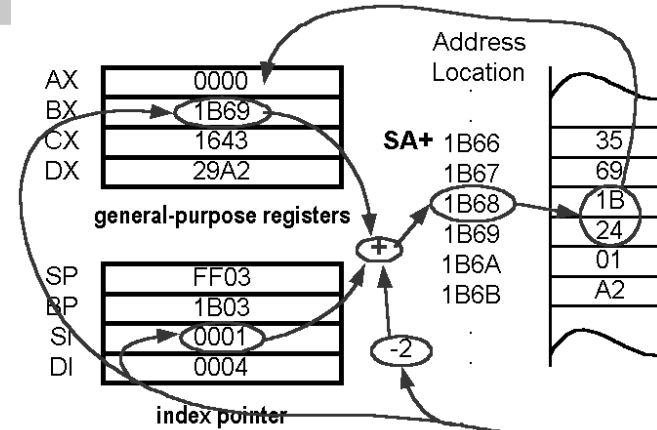 Address
Location
AX 0000
BX 1B69
CX 1643
DX 29A2
general-purpose registers
SA+ 1B66 35
1B67 69
1B68 1B
1B69 24
1B6A 01
1B6B A2
+
SP FF03
BP 1B03
SI 0001
DI 0004
-2
index pointer